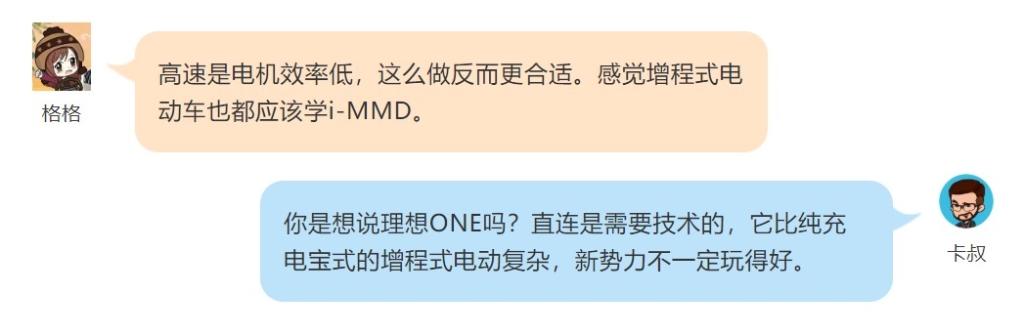 高速是电机效率低，这么做反而更合适。感觉增程式电
动车也都应该学i-MMD。
格格
你是想说理想ONE吗？直连是需要技术的，它比纯充
电宝式的增程式电动复杂，新势力不一定玩得好。
卡叔